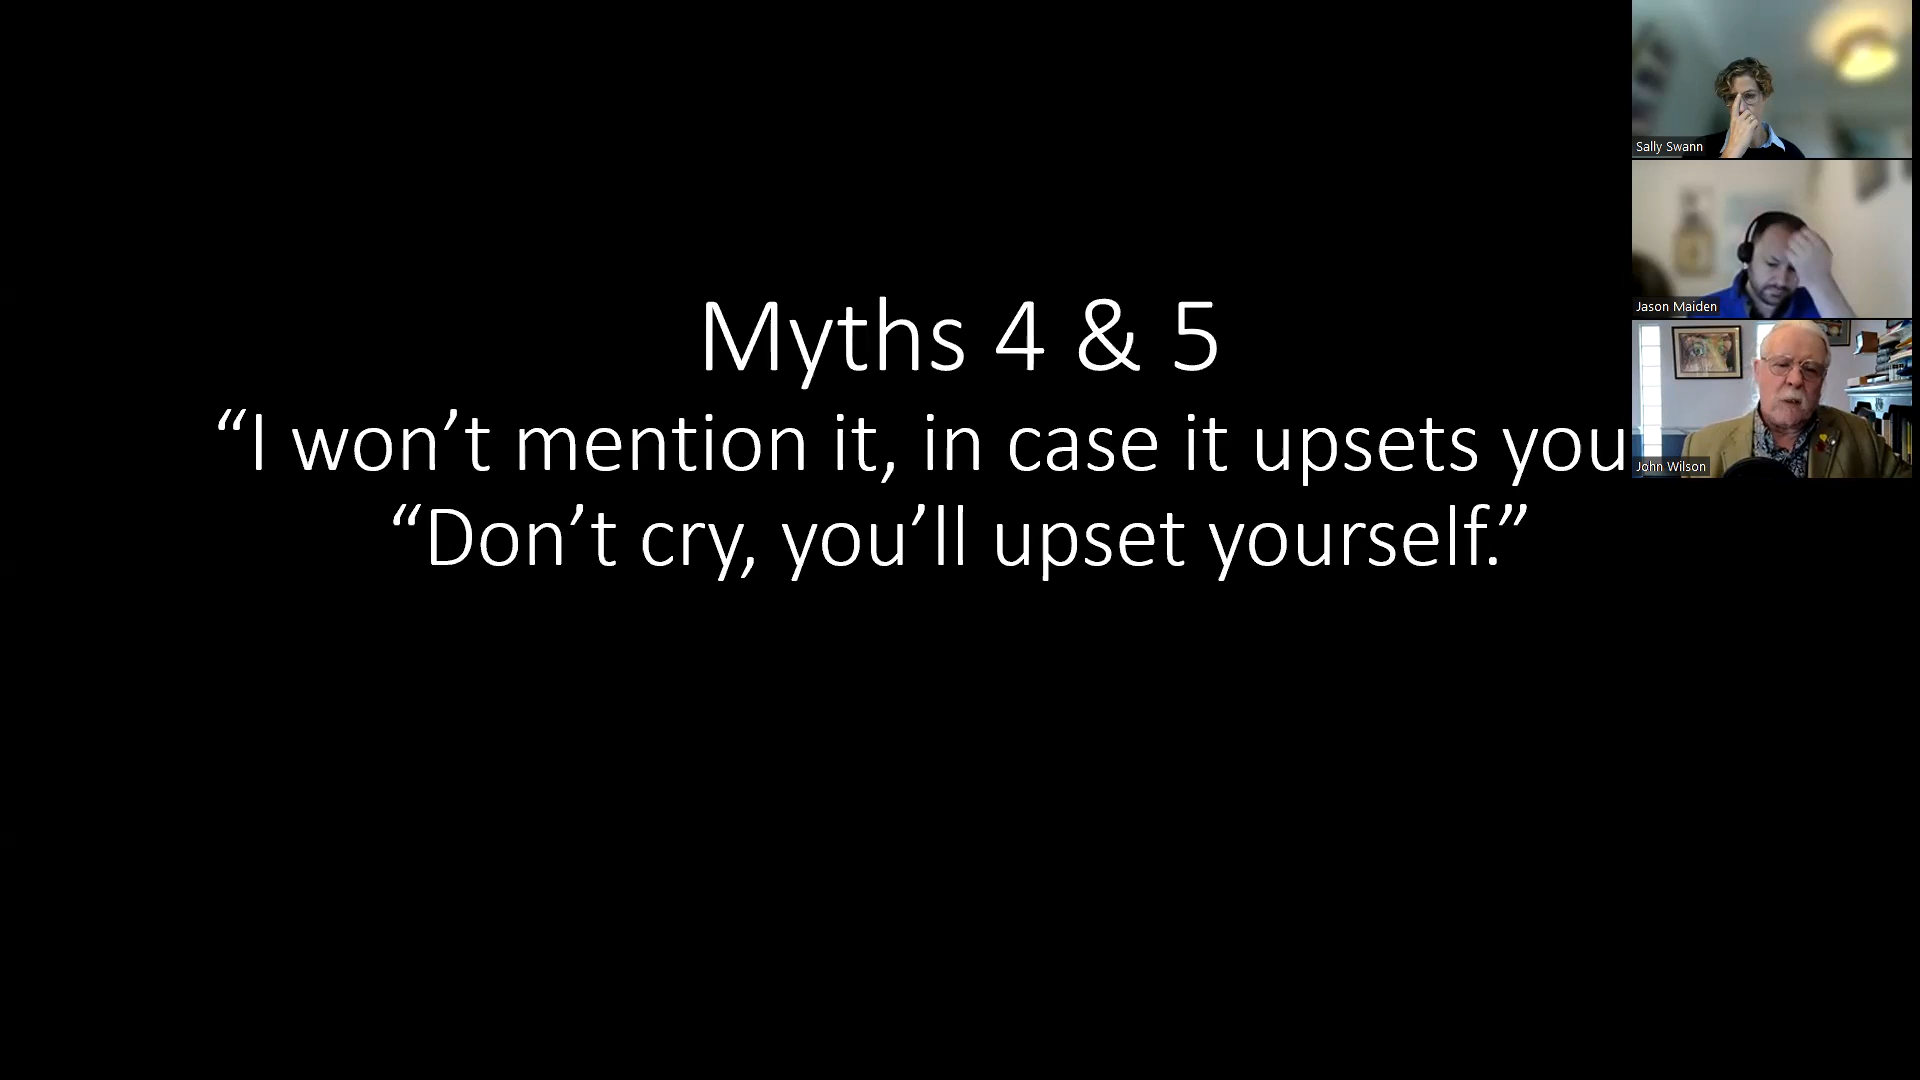 Myths 4 & 5
“I won’t mention it, in case it upsets you
“Don’t cry, you’ll upset yourself.”
Sally Swann
Jason Maiden
John Wilson